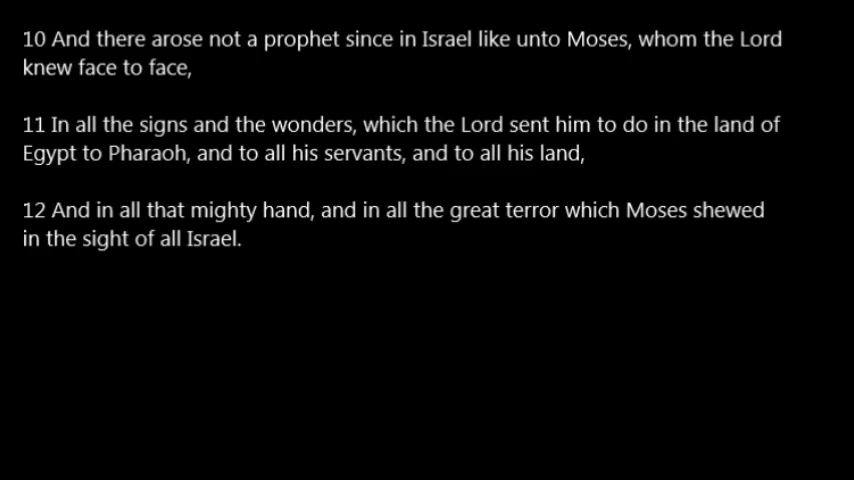 10 And there arose not a prophet since in Israel like unto Moses, whom the Lord
knew face to face,
11 In all the signs and the wonders, which the Lord sent him to do in the land of
Egypt to Pharaoh, and to all his servants, and to all his land,
12 And in all that mighty hand, and in all the great terror which Moses shewed
in the sight of all Israel.